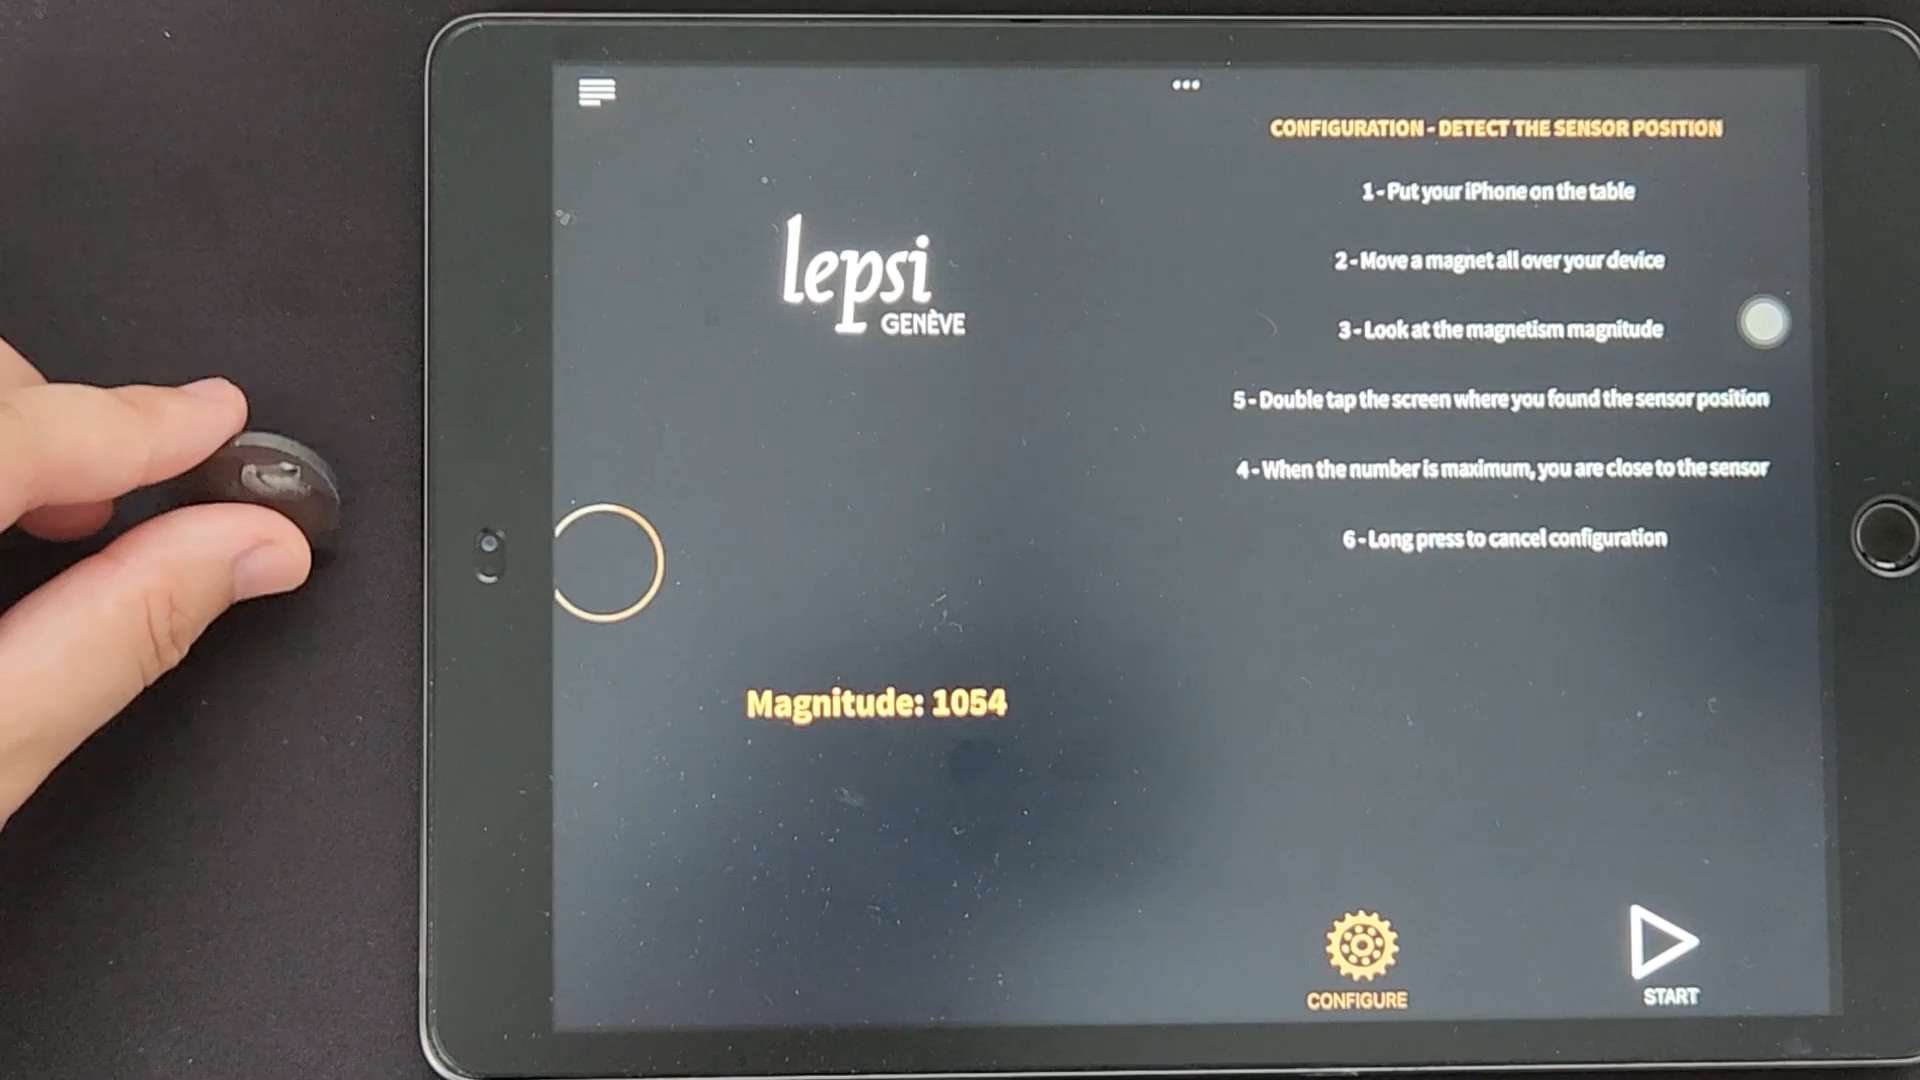 lepsi
GENÈVE
Magnitude: 1054
CONFIGURATION - DETECT THE SENSOR POSITION
1 - Put your iPhone on the table
2 - Move a magnet all over your device
3 - Look at the magnetism magnitude
5 - Double tap the screen where you found the sensor position
4 - When the number is maximum, you are close to the sensor
6 - Long press to cancel configuration
CONFIGURE
START